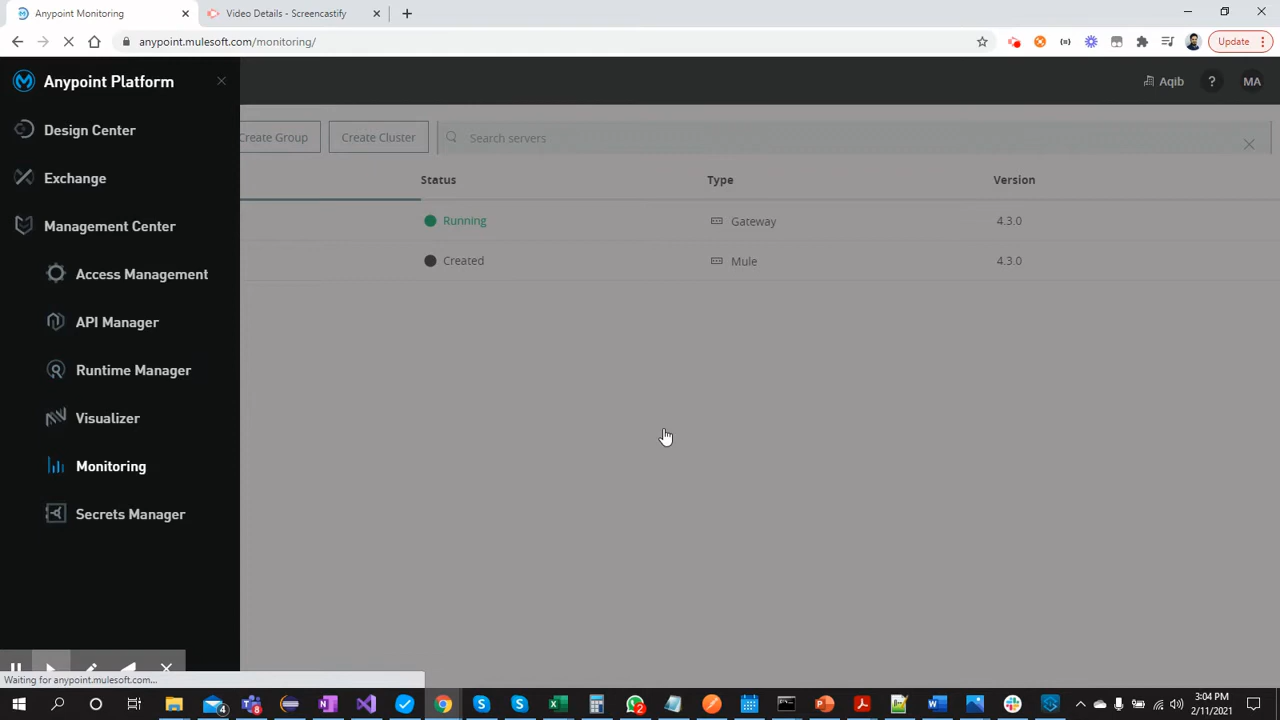 Anypoint Monitoring
Video Details - Screencastify
anypoint.mulesoft.com/monitoring/
Update
Anypoint Platform
Aqib
?
MA
Design Center
Exchange
Management Center
Access Management
API Manager
Runtime Manager
Visualizer
Monitoring
Secrets Manager
Create Group
Create Cluster
Search servers
Status
Type
Version
Running
Gateway
4.3.0
Created
Mule
4.3.0
Waiting for anypoint.mulesoft.com...
4
8
2
3:04 PM
2/11/2021